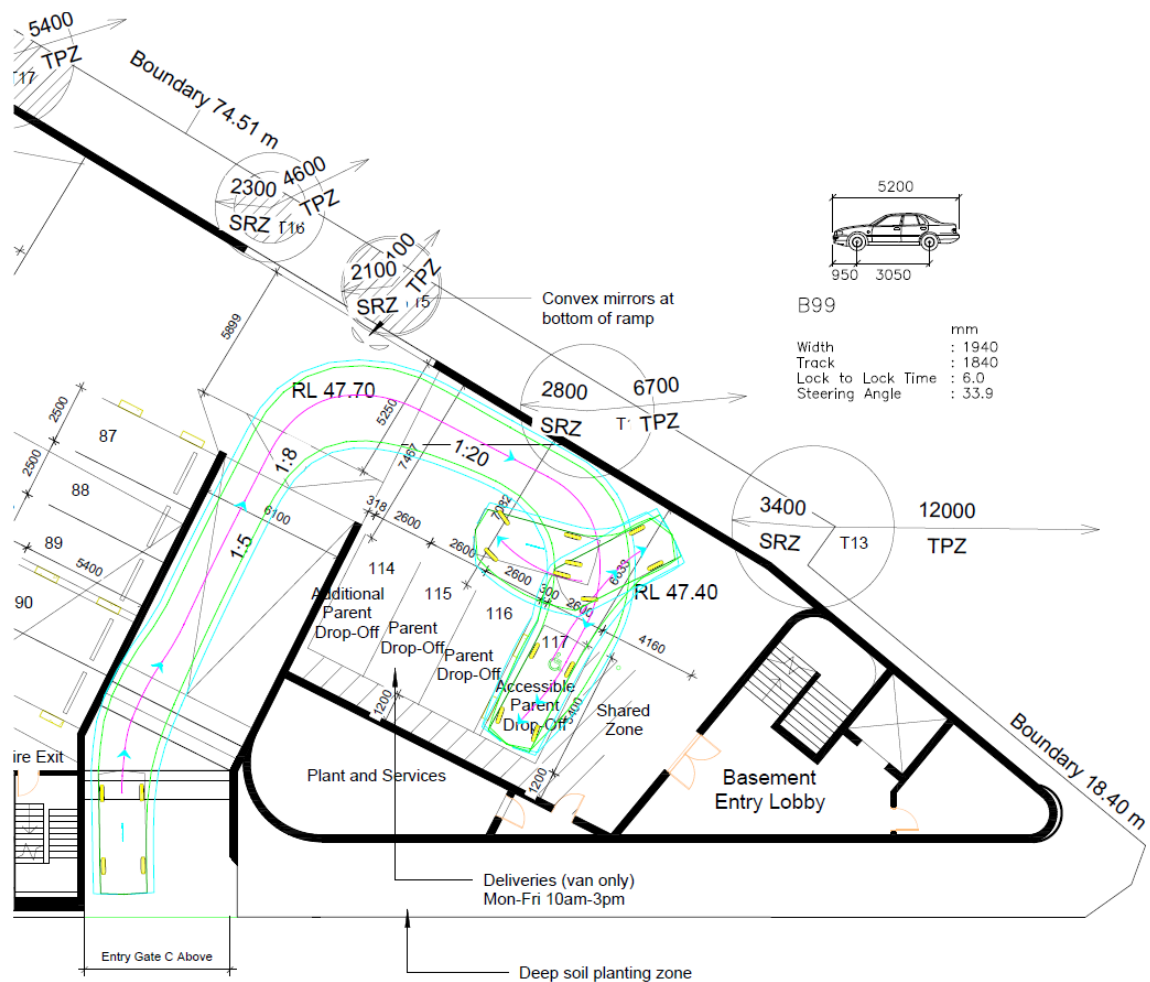 5400
TPZ
T17
Boundary 74.51 m
2300
4600
SRZ
T16
TPZ
2100
100
SRZ
TPZ
Convex mirrors at
bottom of ramp
5200
950
3050
B99
mm
Width : 1940
Track : 1840
Lock to Lock Time : 6.0
Steering Angle : 33.9
5899
RL 47.70
2800
6700
SRZ
TPZ
5250
7467
1:20
1:8
1:5
2500
2500
87
88
89
90
5400
6100
318
2600
2600
2600
300
2600
4160
RL 47.40
3400
12000
SRZ
T13
TPZ
114
Additional
Parent
Drop-Off
115
Parent
Drop-Off
116
Parent
Drop-Off
117
Accessible
Parent
Drop-Off
5400
Shared
Zone
1200
1200
ire Exit
Plant and Services
Basement
Entry Lobby
Boundary 18.40 m
Deliveries (van only)
Mon-Fri 10am-3pm
Entry Gate C Above
Deep soil planting zone